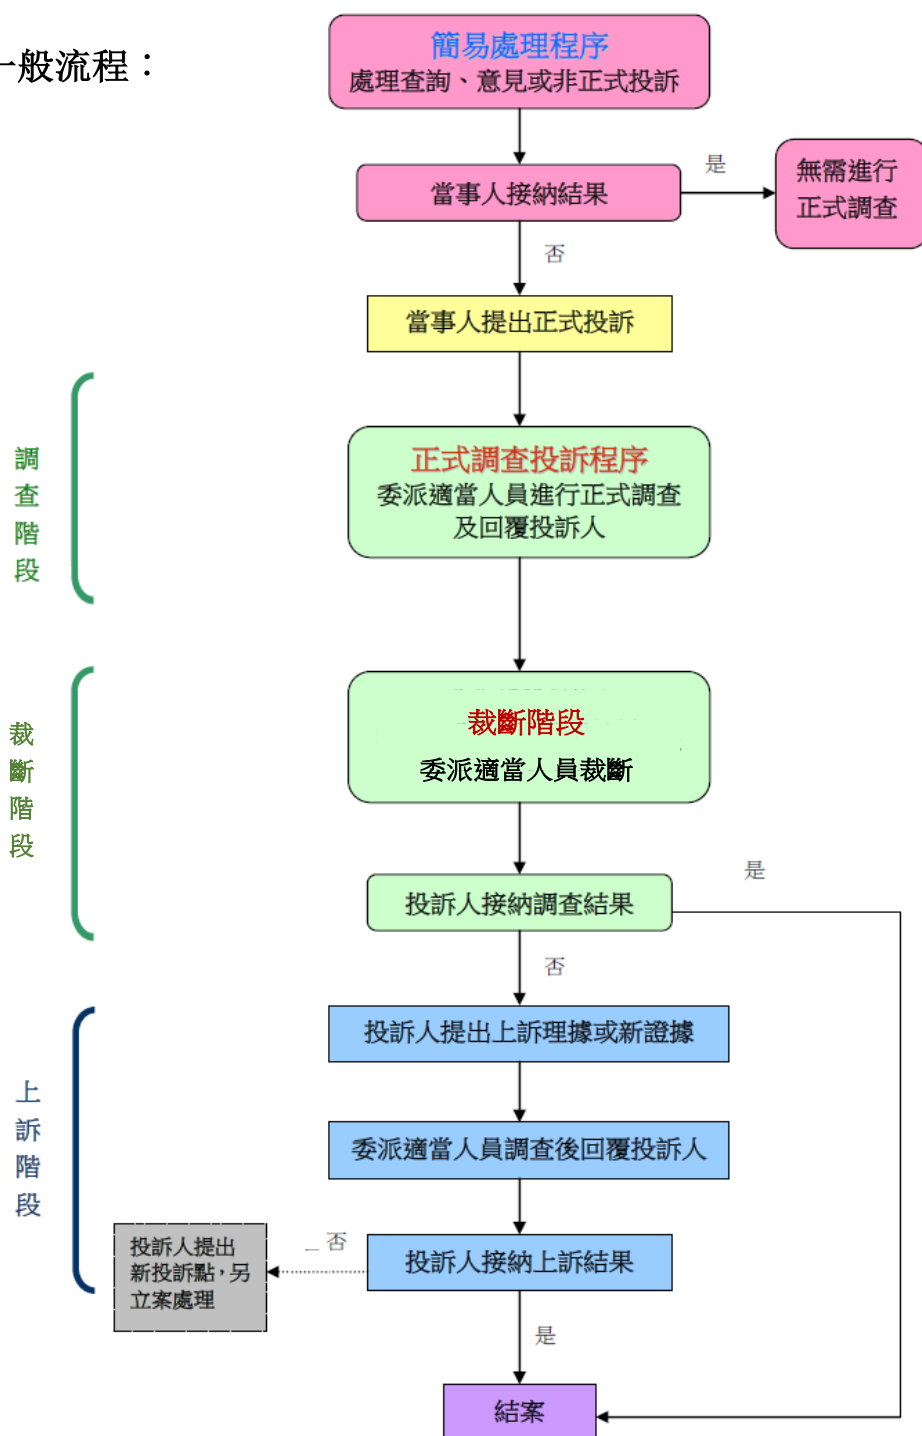 一般流程：
簡易處理程序
處理查詢、意見或非正式投訴
當事人接納結果
是
無需進行
正式調查
否
當事人提出正式投訴
調查階段
正式調查投訴程序
委派適當人員進行正式調查
及回覆投訴人
裁斷階段
裁斷階段
委派適當人員裁斷
投訴人接納調查結果
是
否
上訴階段
投訴人提出上訴理據或新證據
委派適當人員調查後回覆投訴人
投訴人接納上訴結果
否
投訴人提出
新投訴點，另
立案處理
是
結案